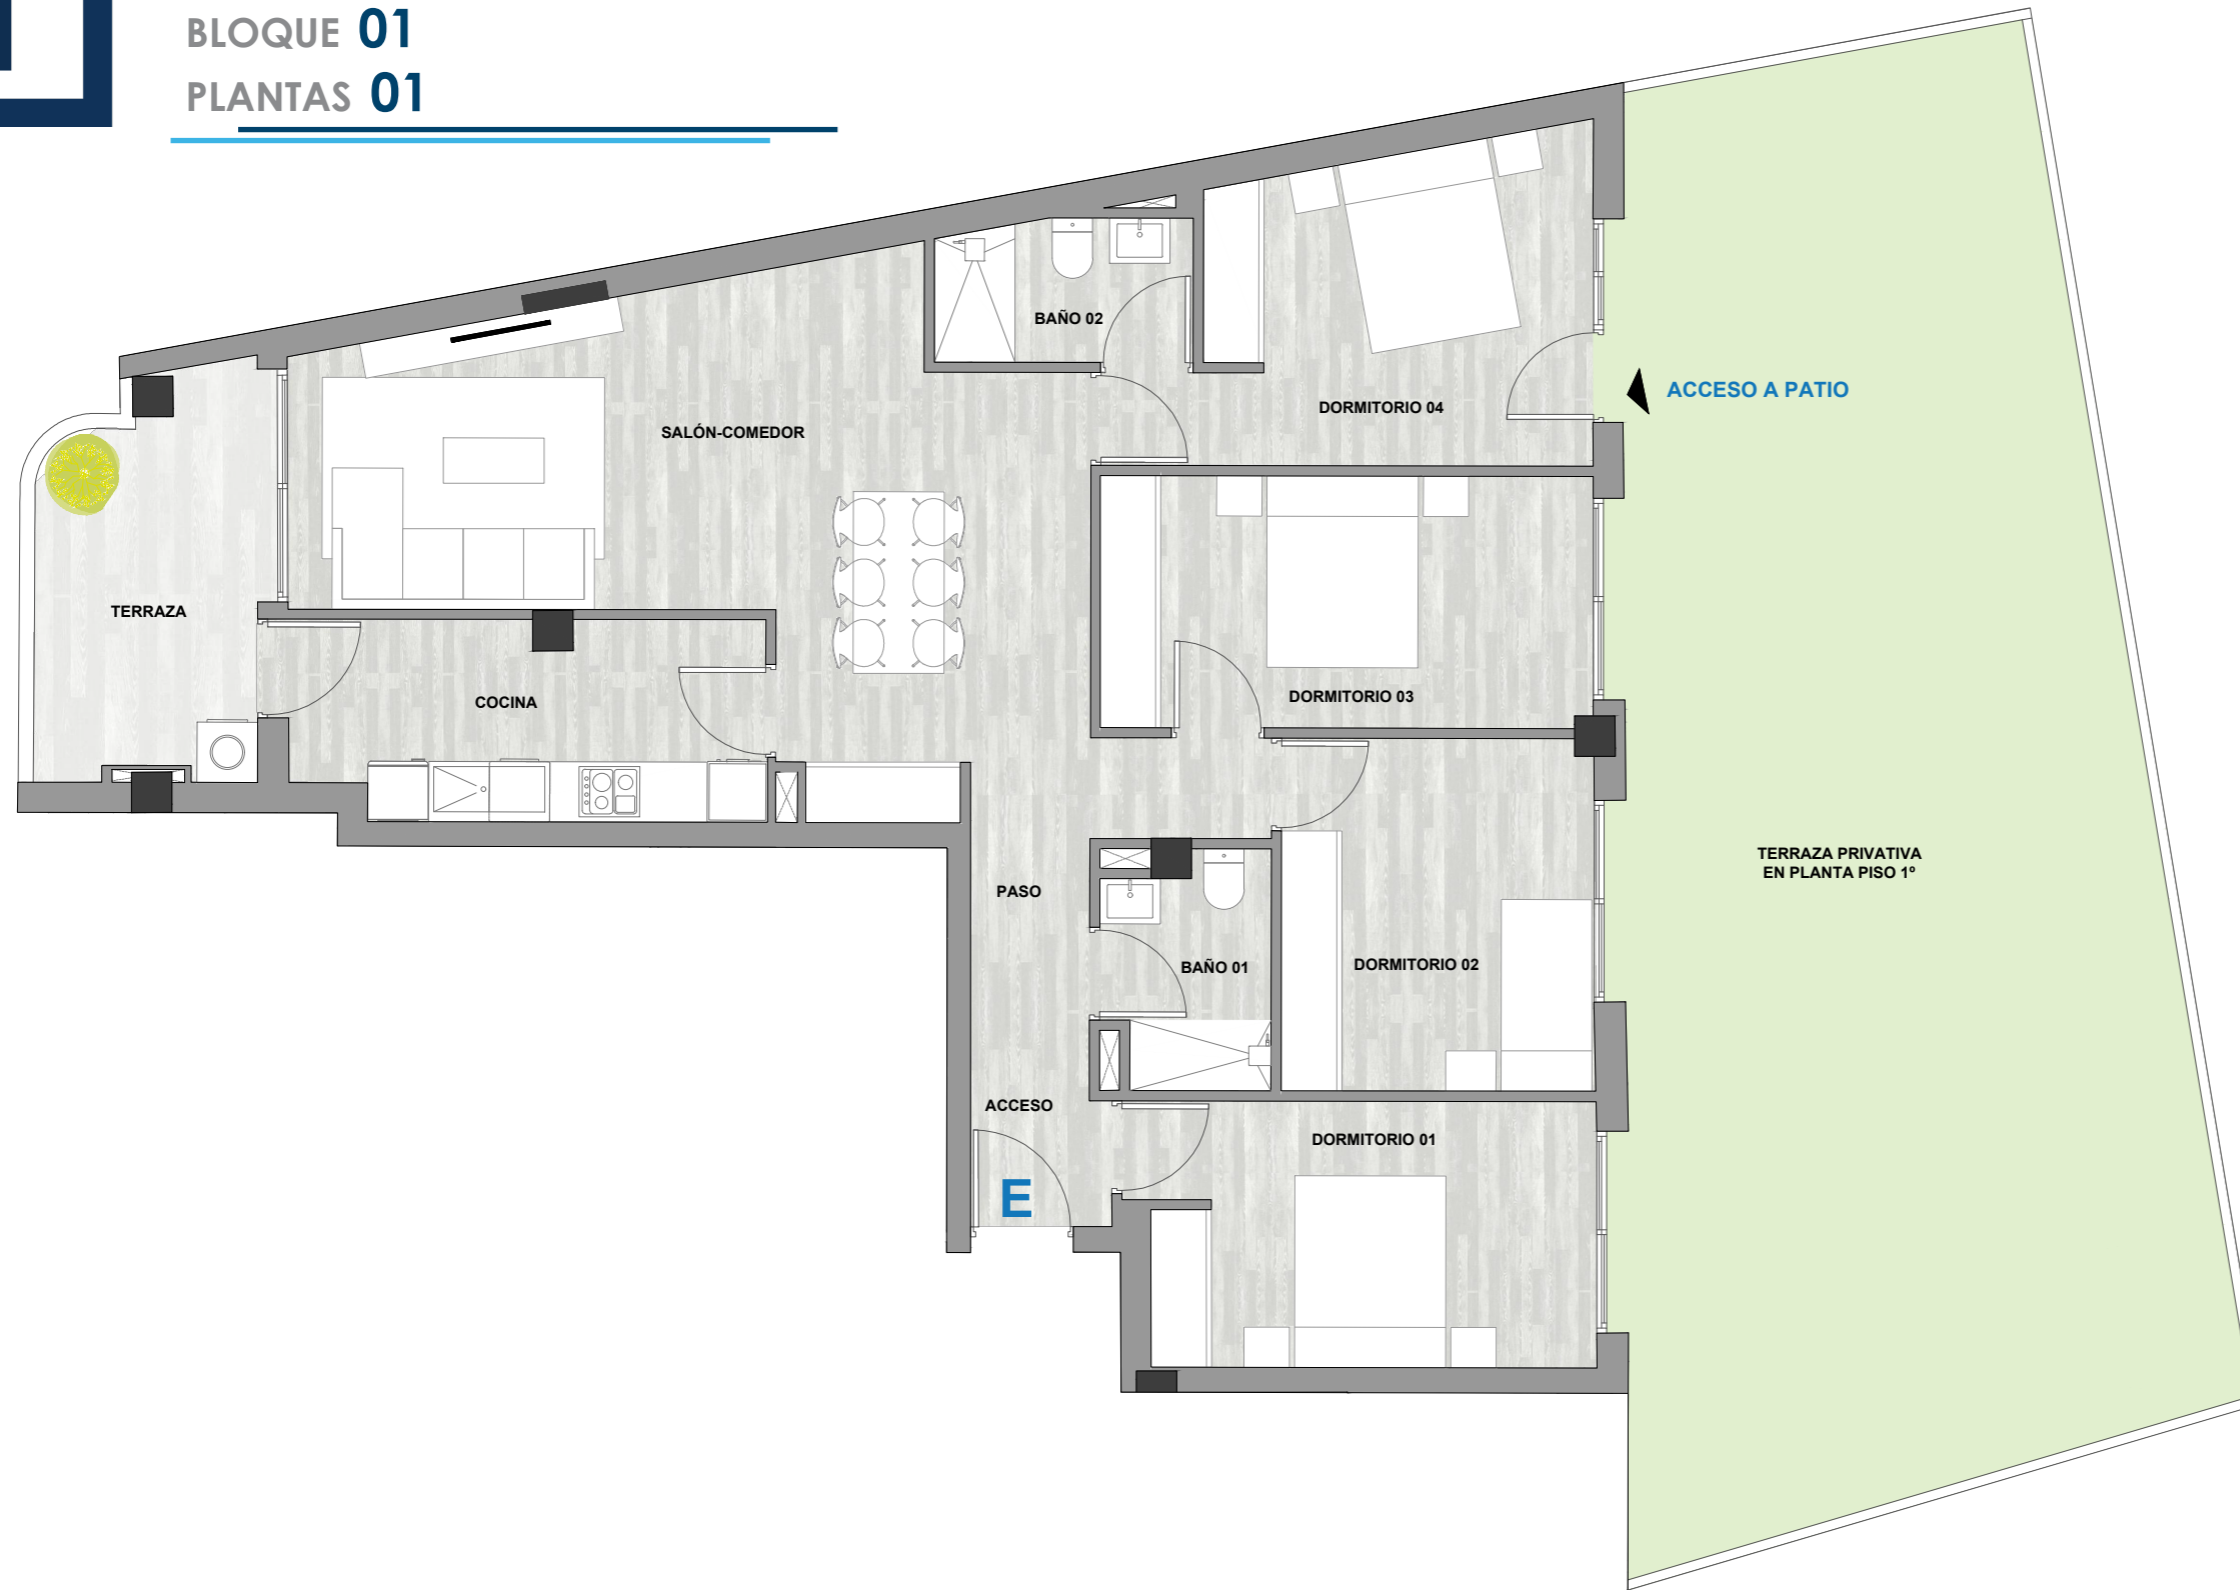 BLOQUE 01
PLANTAS 01
BAÑO 02
DORMITORIO 04
ACCESO A PATIO
SALÓN-COMEDOR
TERRAZA
COCINA
DORMITORIO 03
TERRAZA PRIVATIVA
EN PLANTA PISO 1º
PASO
BAÑO 01
DORMITORIO 02
ACCESO
DORMITORIO 01
E